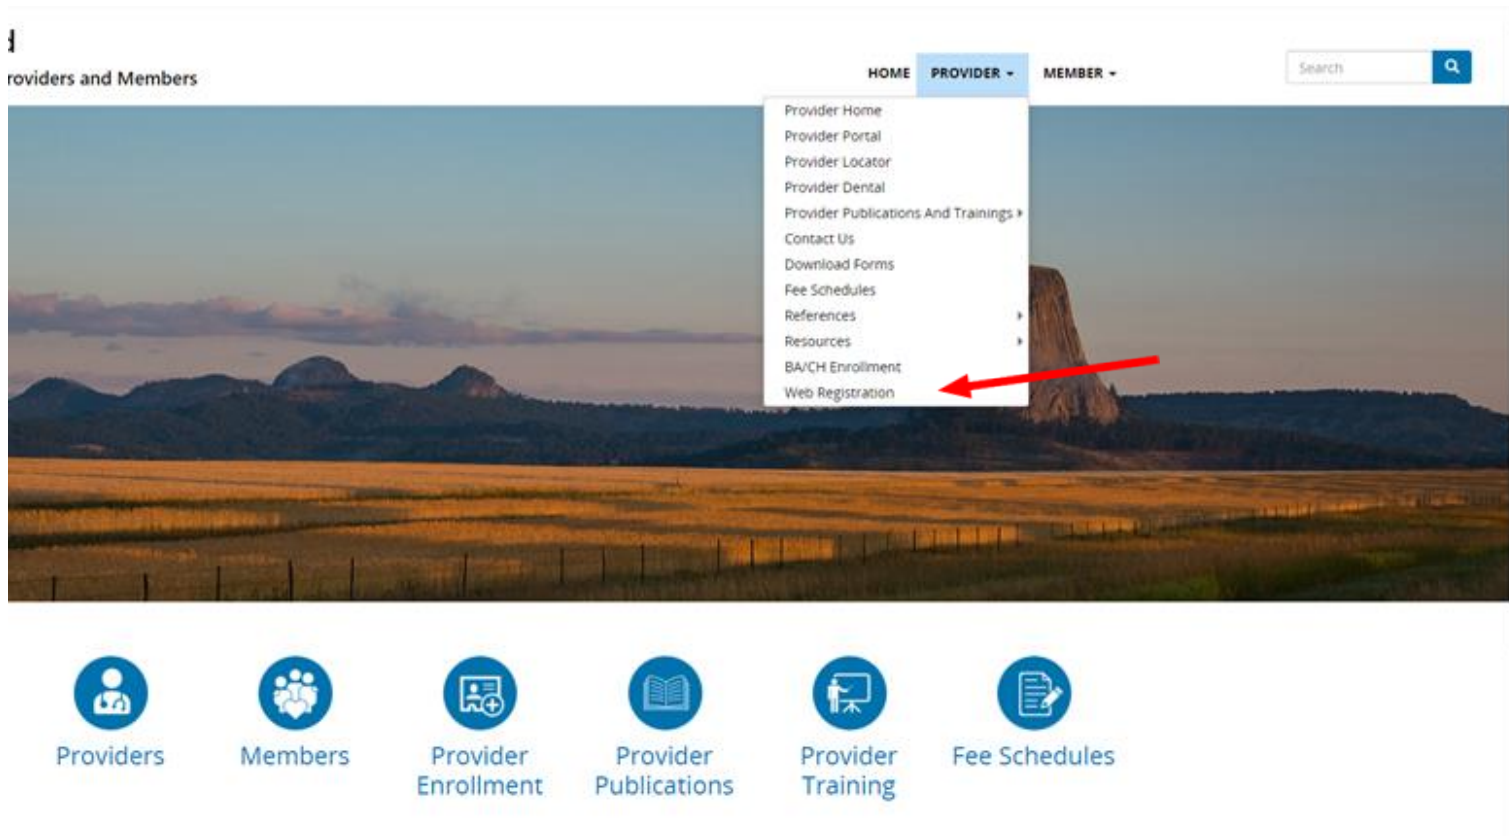 d
roviders and Members
HOME PROVIDER MEMBER
Search
Provider Home
Provider Portal
Provider Locator
Provider Dental
Provider Publications And Trainings
Contact Us
Download Forms
Fee Schedules
References
Resources
BA/CH Enrollment
Web Registration
Providers
Members
Provider
Enrollment
Provider
Publications
Provider
Training
Fee Schedules